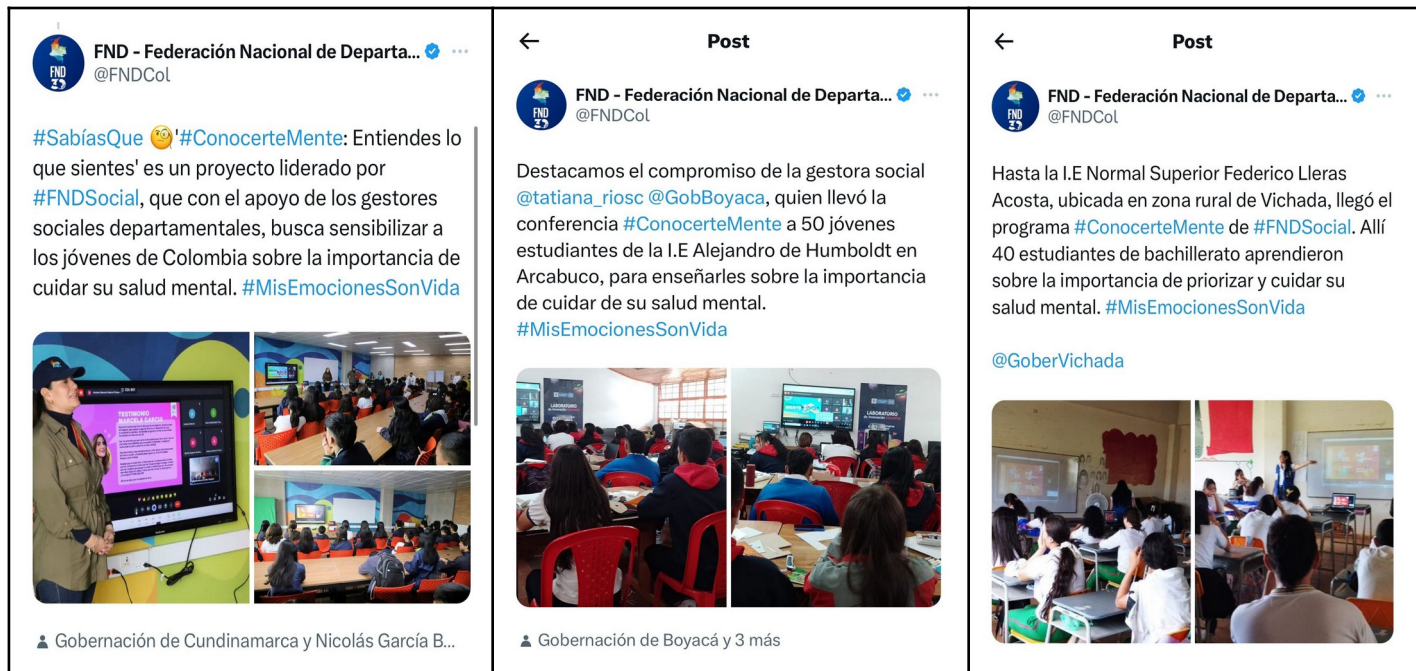 FND - Federación Nacional de Departa...
@FNDCol
FND
30
#SabíasQue 🧐'#ConocerteMente: Entiendes lo
que sientes' es un proyecto liderado por
#FNDSocial, que con el apoyo de los gestores
sociales departamentales, busca sensibilizar a
los jóvenes de Colombia sobre la importancia de
cuidar su salud mental. #MisEmocionesSonVida
TESTIMONIO
MARCELA GARCÍA
Gobernación de Cundinamarca y Nicolás García B...
Post
FND - Federación Nacional de Departa...
@FNDCol
FND
30
Destacamos el compromiso de la gestora social
@tatiana_riosc @GobBoyaca, quien llevó la
conferencia #ConocerteMente a 50 jóvenes
estudiantes de la I.E Alejandro de Humboldt en
Arcabuco, para enseñarles sobre la importancia
de cuidar de su salud mental.
#MisEmocionesSonVida
LABORATORIO
LABORATORIO
Gobernación de Boyacá y 3 más
Post
FND - Federación Nacional de Departa...
@FNDCol
FND
30
Hasta la I.E Normal Superior Federico Lleras
Acosta, ubicada en zona rural de Vichada, llegó el
programa #ConocerteMente de #FNDSocial. Allí
40 estudiantes de bachillerato aprendieron
sobre la importancia de priorizar y cuidar su
salud mental. #MisEmocionesSonVida
@GoberVichada